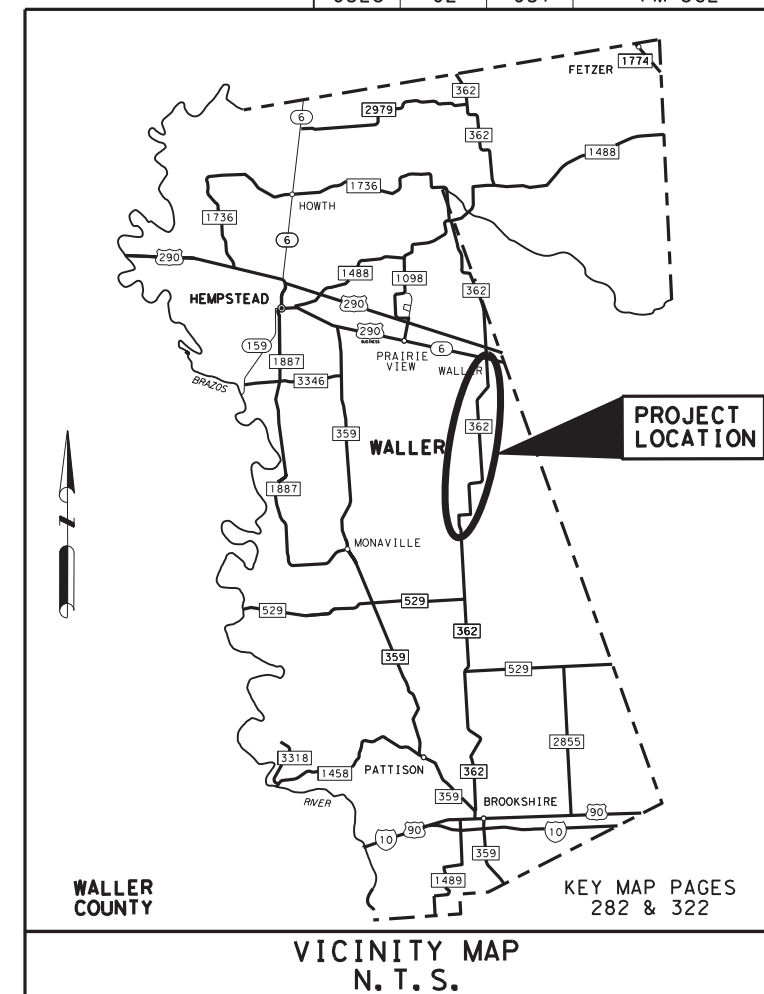 FETZER
1774
362
2979
6
362
1488
1736
HOWTH
1736
6
290
1488
1098
362
HEMPSTEAD
290
290
BUSINESS
6
159
PRAIRIE
VIEW
WALLER
1887
3346
BRAZOS
362
PROJECT
LOCATION
359
WALLER
1887
MONAVILLE
529
529
362
359
529
2855
3318
1458
PATTISON
362
RIVER
359
BROOKSHIRE
90
90
10
10
359
1489
WALLER
COUNTY
KEY MAP PAGES
282 & 322
VICINITY MAP
N.T.S.